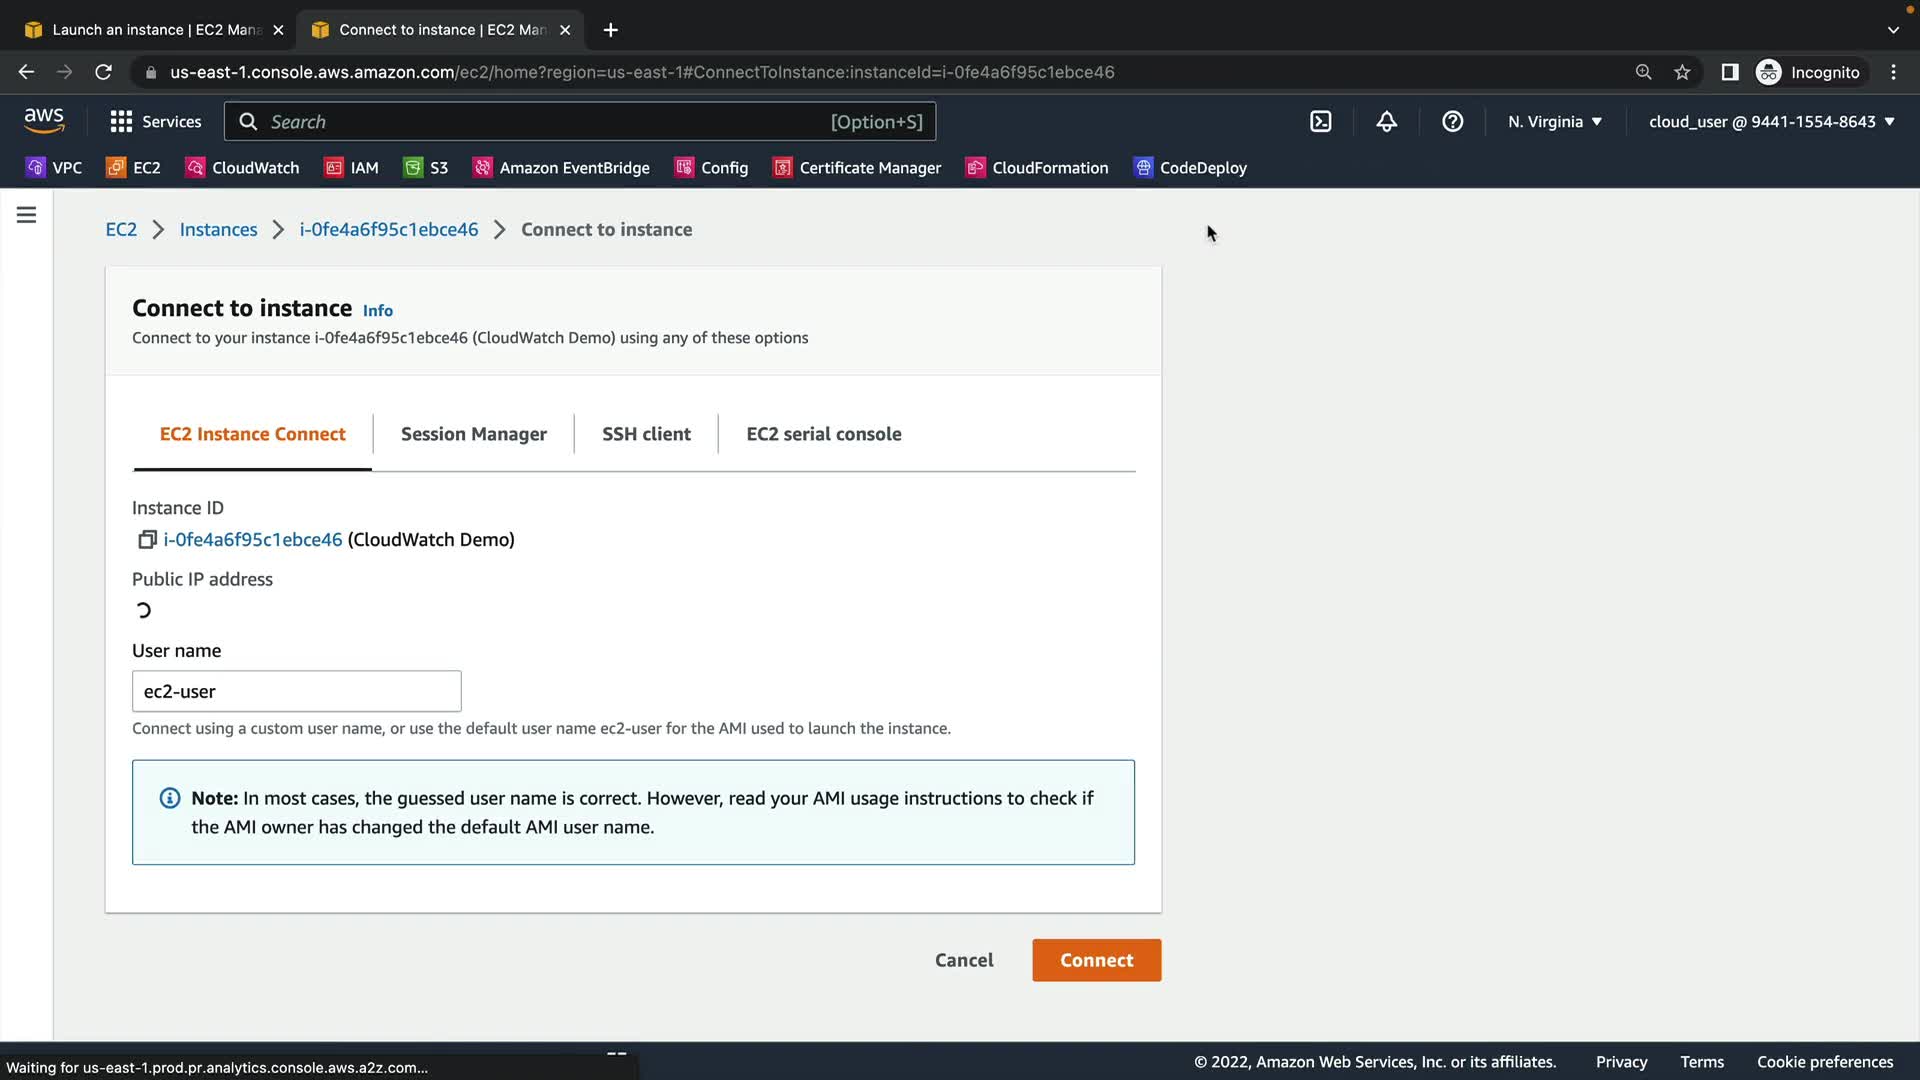 Launch an instance | EC2 Mana
Connect to instance | EC2 Man
us-east-1.console.aws.amazon.com/ec2/home?region=us-east-1#ConnectToInstance:instanceId=i-0fe4a6f95c1ebce46
Incognito
aws
Services
Search
[Option+S]
N. Virginia
cloud_user @ 9441-1554-8643
VPC
EC2
CloudWatch
IAM
S3
Amazon EventBridge
Config
Certificate Manager
CloudFormation
CodeDeploy
EC2 > Instances > i-0fe4a6f95c1ebce46 > Connect to instance
Connect to instance Info
Connect to your instance i-0fe4a6f95c1ebce46 (CloudWatch Demo) using any of these options
EC2 Instance Connect
Session Manager
SSH client
EC2 serial console
Instance ID
i-0fe4a6f95c1ebce46 (CloudWatch Demo)
Public IP address
User name
ec2-user
Connect using a custom user name, or use the default user name ec2-user for the AMI used to launch the instance.
Note: In most cases, the guessed user name is correct. However, read your AMI usage instructions to check if
the AMI owner has changed the default AMI user name.
Cancel
Connect
Waiting for us-east-1.prod.pr.analytics.console.aws.a2z.com...
© 2022, Amazon Web Services, Inc. or its affiliates.
Privacy
Terms
Cookie preferences